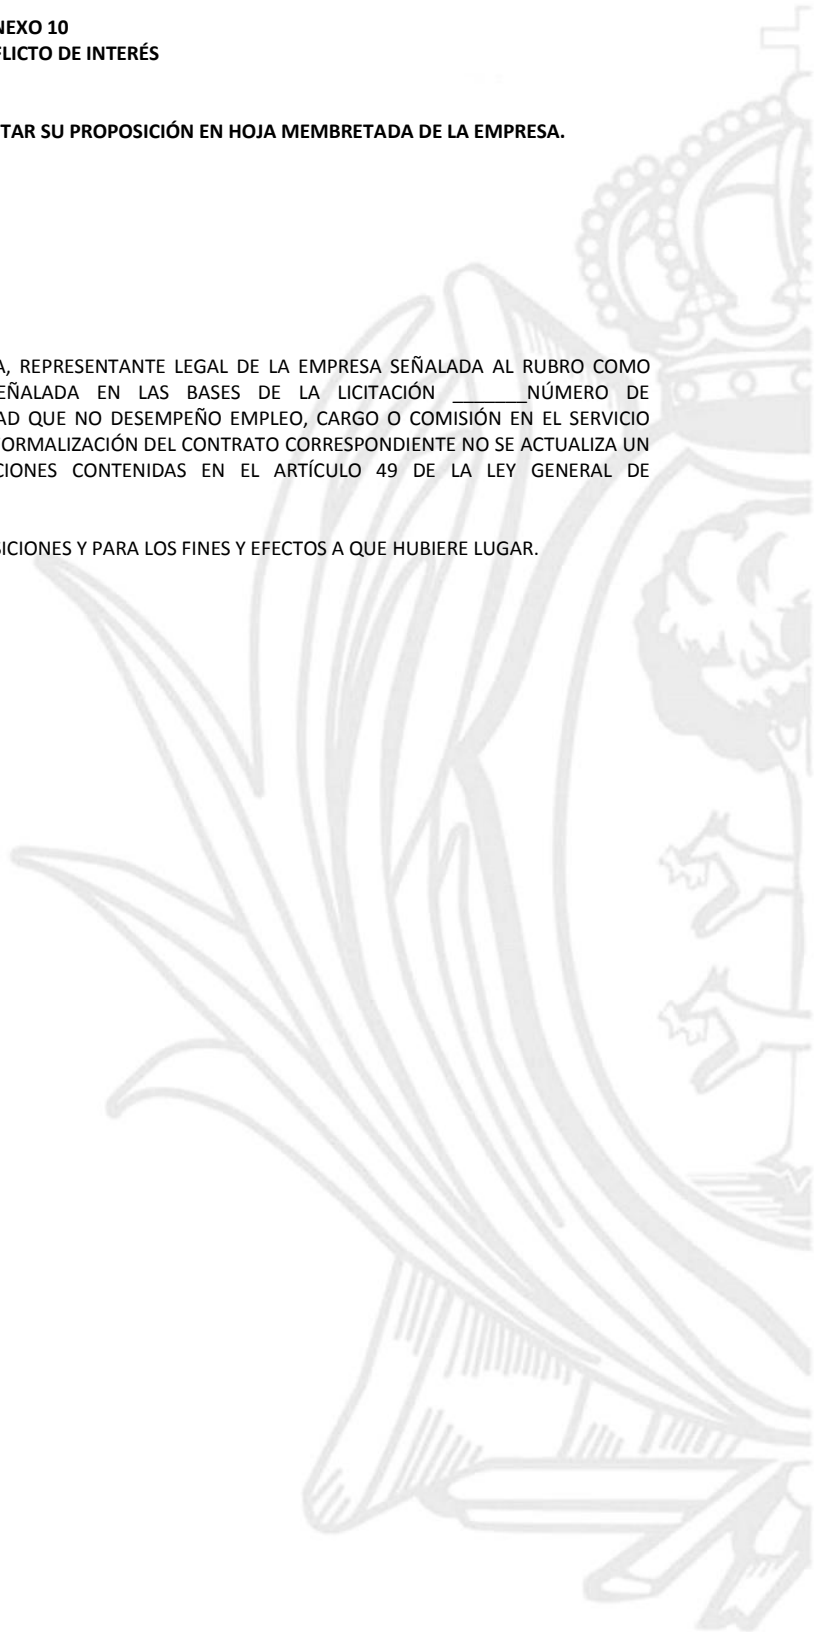 NEXO 10
FLICTO DE INTERÉS
TAR SU PROPOSICIÓN EN HOJA MEMBRETADA DE LA EMPRESA.
A, REPRESENTANTE LEGAL DE LA EMPRESA SEÑALADA AL RUBRO COMO
EÑALADA EN LAS BASES DE LA LICITACIÓN _______NÚMERO DE
AD QUE NO DESEMPEÑO EMPLEO, CARGO O COMISIÓN EN EL SERVICIO
FORMALIZACIÓN DEL CONTRATO CORRESPONDIENTE NO SE ACTUALIZA UN
CIONES CONTENIDAS EN EL ARTÍCULO 49 DE LA LEY GENERAL DE
SICIONES Y PARA LOS FINES Y EFECTOS A QUE HUBIERE LUGAR.